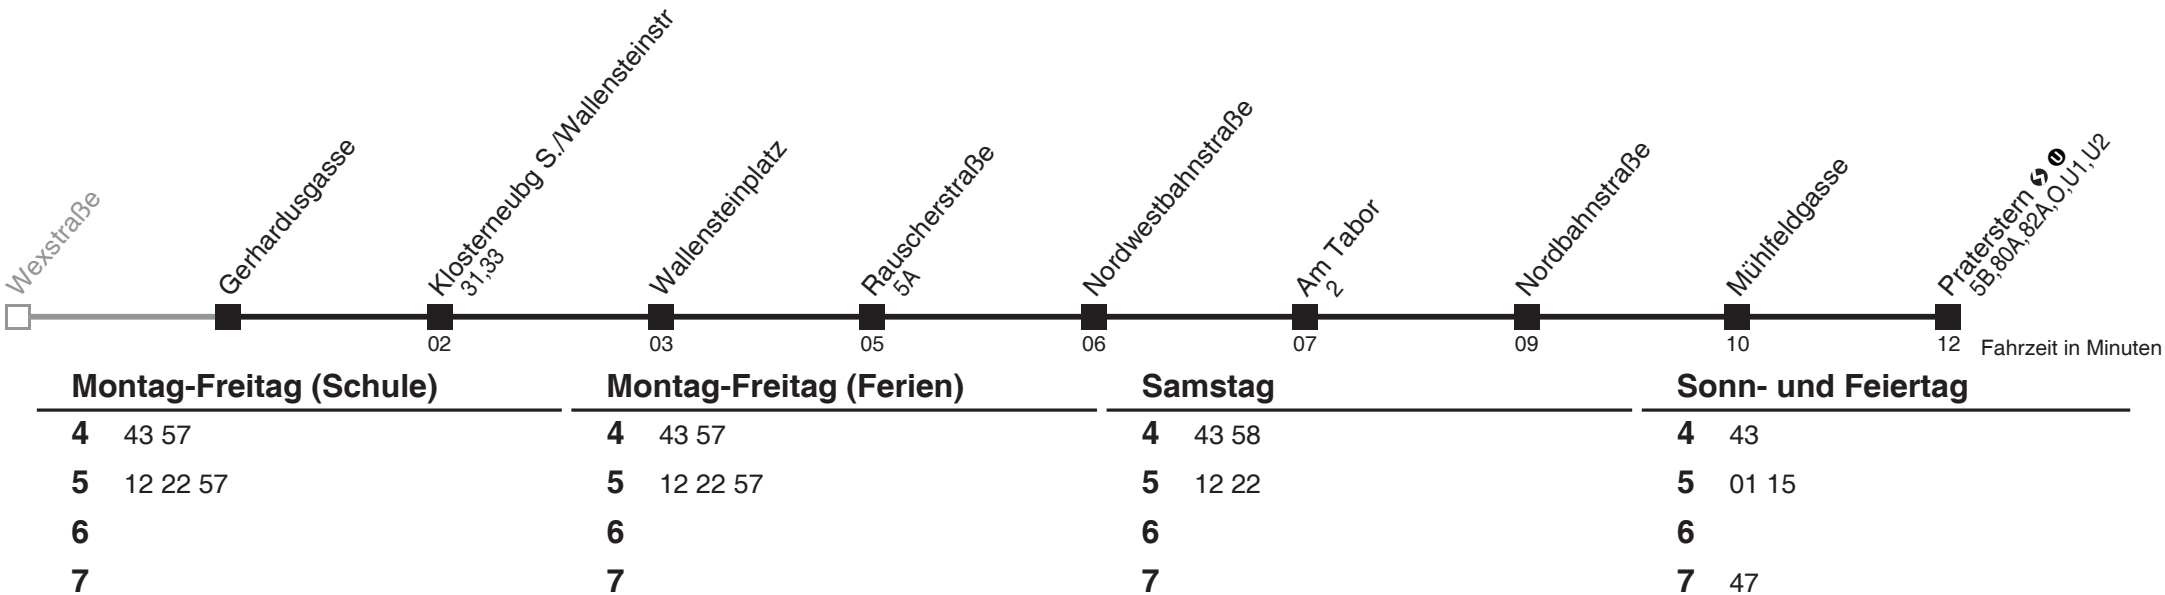 Wexstraße
Gerhardusgasse
Klosterneubg S./Wallensteinstr
31,33
Wallensteinplatz
Rauscherstraße
5A
Nordwestbahnstraße
Am Tabor
2
Nordbahnstraße
Mühlfeldgasse
Praterstern S U
5B,80A,82A,O,U1,U2
02 03 05 06 07 09 10 12 Fahrzeit in Minuten
Montag-Freitag (Schule) Montag-Freitag (Ferien) Samstag Sonn- und Feiertag
4 43 57 4 43 57 4 43 58 4 43
5 12 22 57 5 12 22 57 5 12 22 5 01 15
6 6 6 6
7 7 7 7 47